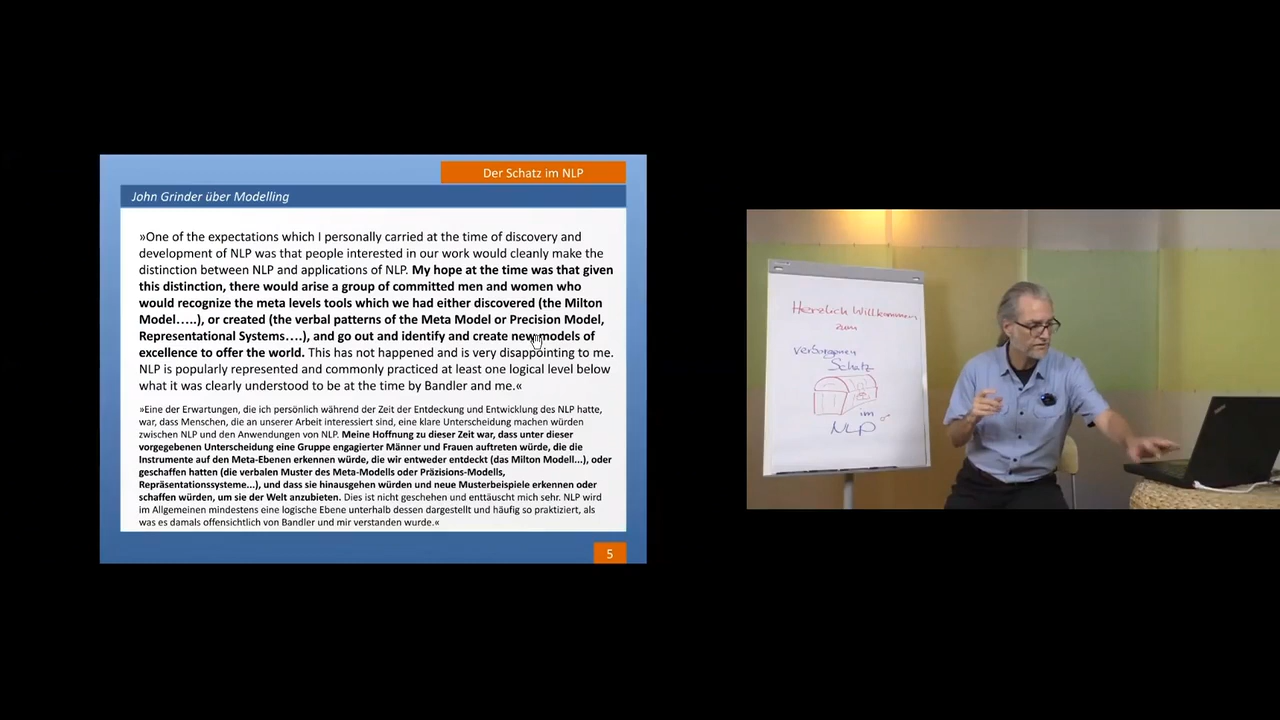 Der Schatz im NLP
John Grinder über Modelling
»One of the expectations which I personally carried at the time of discovery and
development of NLP was that people interested in our work would cleanly make the
distinction between NLP and applications of NLP. My hope at the time was that given
this distinction, there would arise a group of committed men and women who
would recognize the meta levels tools which we had either discovered (the Milton
Model…..), or created (the verbal patterns of the Meta Model or Precision Model,
Representational Systems….), and go out and identify and create new models of
excellence to offer the world. This has not happened and is very disappointing to me.
NLP is popularly represented and commonly practiced at least one logical level below
what it was clearly understood to be at the time by Bandler and me.«
»Eine der Erwartungen, die ich persönlich während der Zeit der Entdeckung und Entwicklung des NLP hatte,
war, dass Menschen, die an unserer Arbeit interessiert sind, eine klare Unterscheidung machen würden
zwischen NLP und den Anwendungen von NLP. Meine Hoffnung zu dieser Zeit war, dass unter dieser
vorgegebenen Unterscheidung eine Gruppe engagierter Männer und Frauen auftreten würde, die die
Instrumente auf den Meta-Ebenen erkennen würde, die wir entweder entdeckt (das Milton Modell...), oder
geschaffen hatten (die verbalen Muster des Meta-Modells oder Präzisions-Modells,
Repräsentationssysteme...), und dass sie hinausgehen würden und neue Musterbeispiele erkennen oder
schaffen würden, um sie der Welt anzubieten. Dies ist nicht geschehen und enttäuscht mich sehr. NLP wird
im Allgemeinen mindestens eine logische Ebene unterhalb dessen dargestellt und häufig so praktiziert, als
was es damals offensichtlich von Bandler und mir verstanden wurde.«
5
Herzlich Willkommen
zum
verborgenen
Schatz
im
NLP